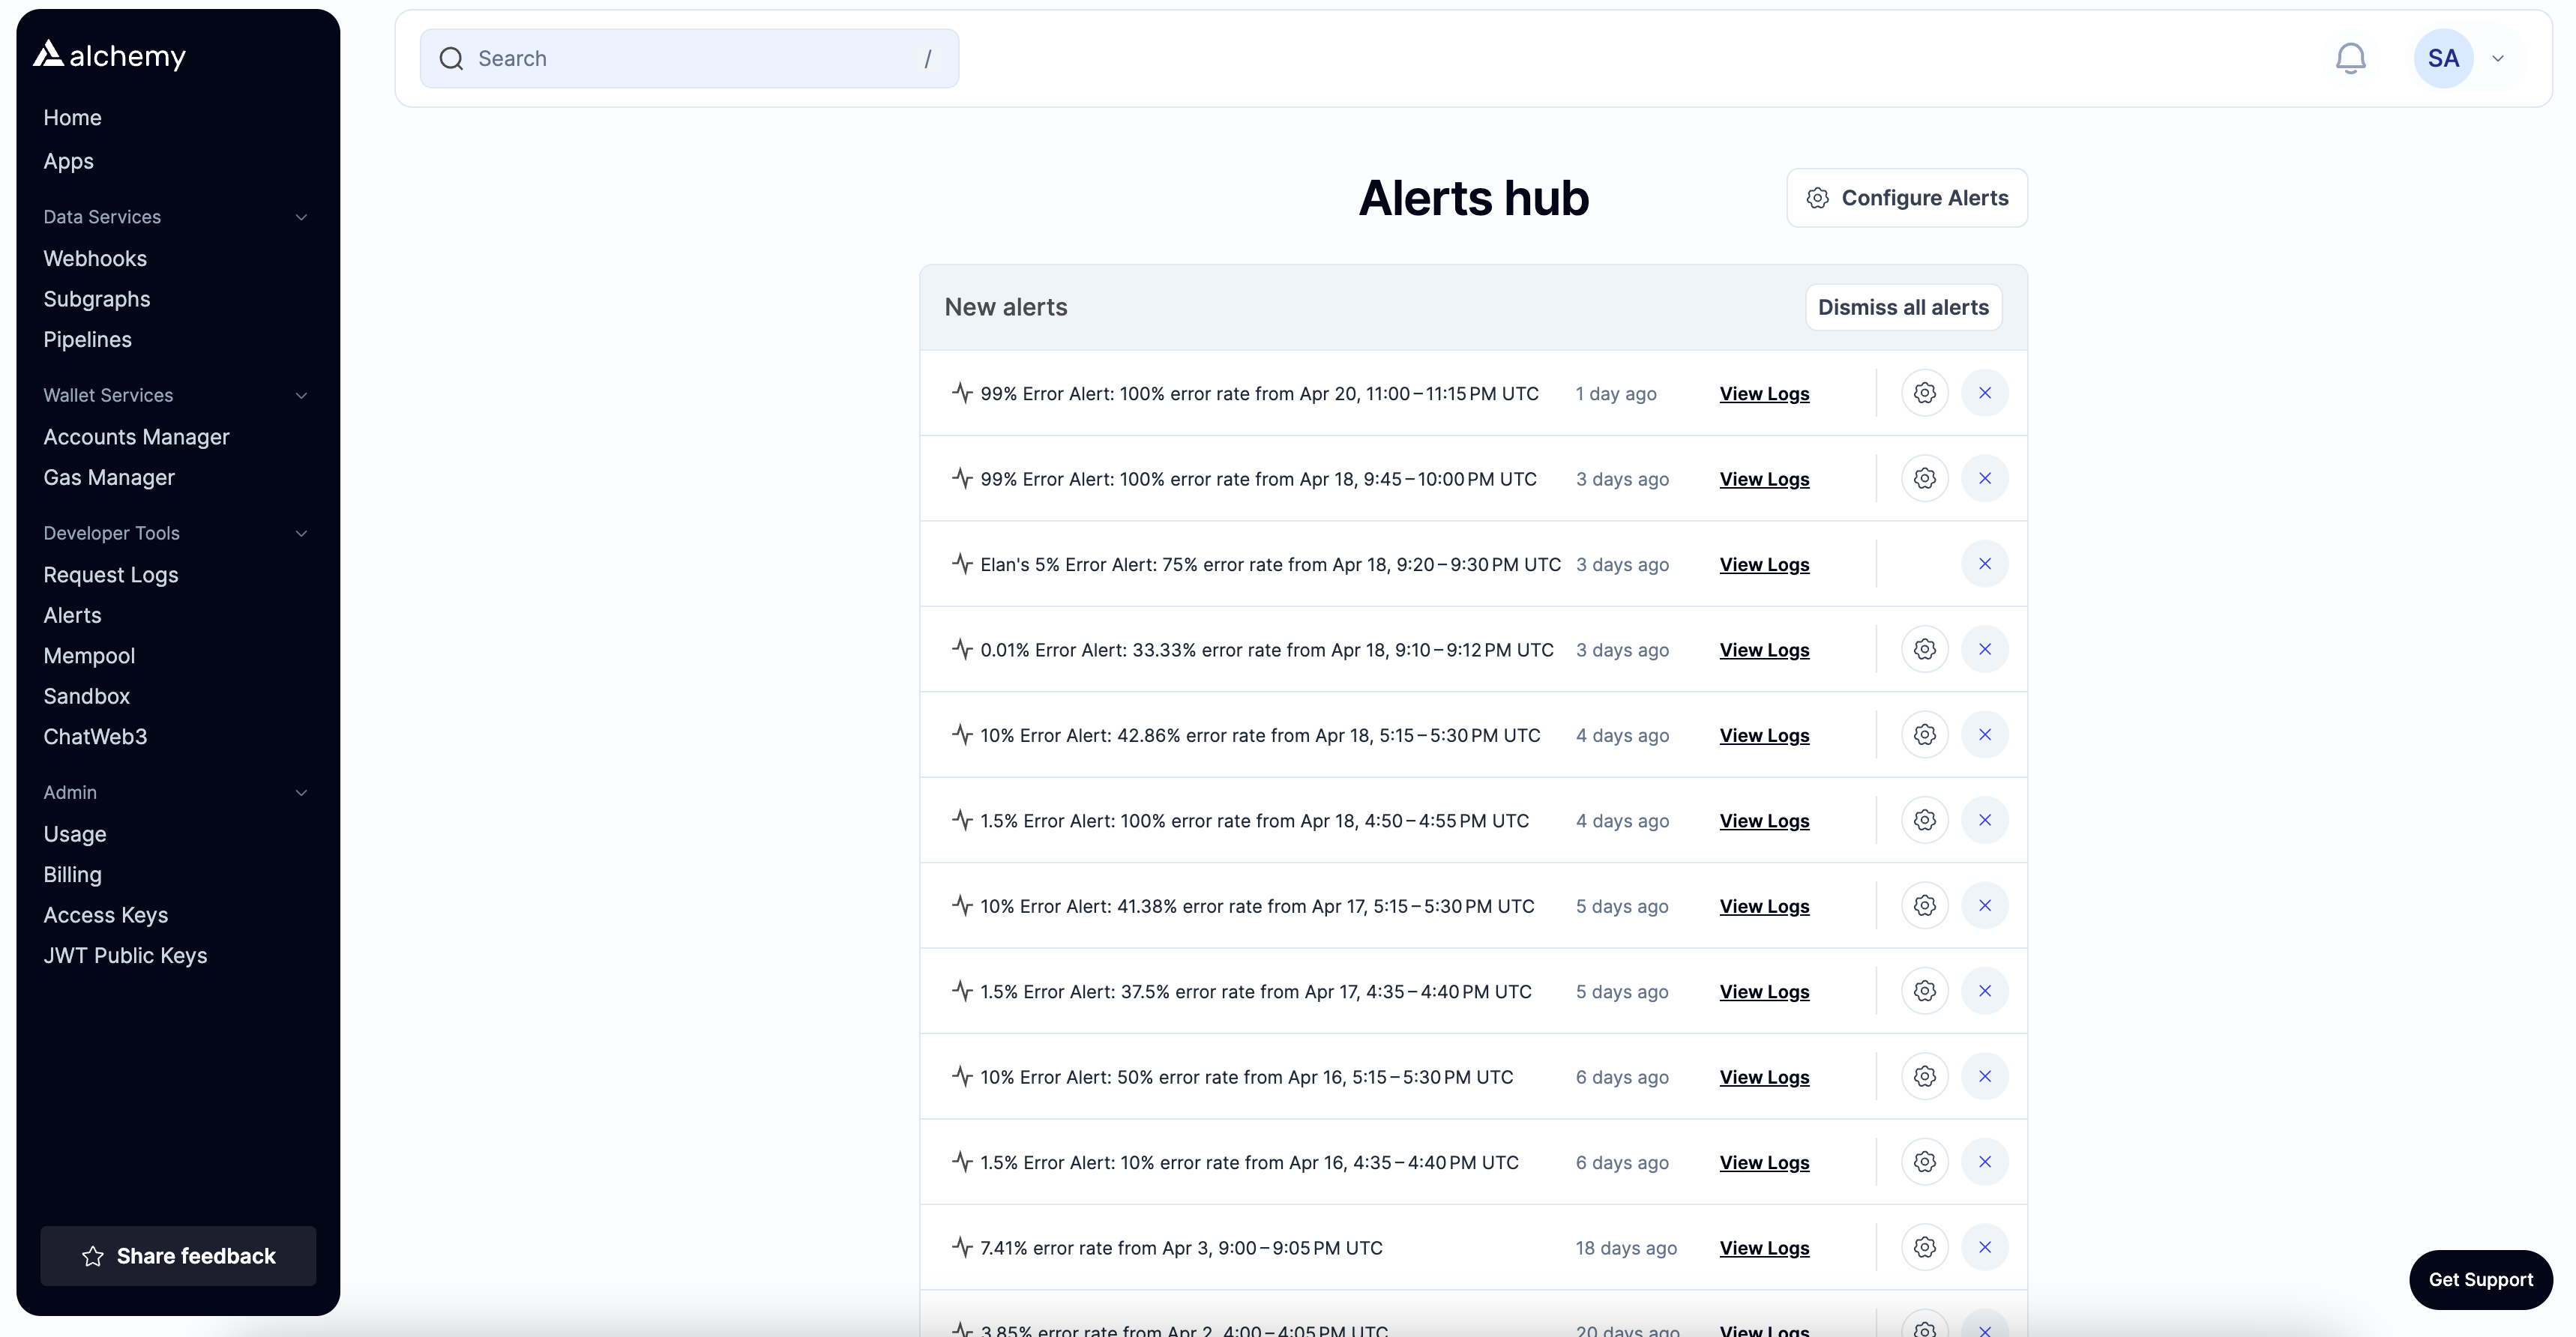 alchemy
Home
Apps
Data Services
Webhooks
Subgraphs
Pipelines
Wallet Services
Accounts Manager
Gas Manager
Developer Tools
Request Logs
Alerts
Mempool
Sandbox
ChatWeb3
Admin
Usage
Billing
Access Keys
JWT Public Keys
Share feedback
Search /
SA
Alerts hub
Configure Alerts
New alerts
Dismiss all alerts
99% Error Alert: 100% error rate from Apr 20, 11:00 – 11:15 PM UTC 1 day ago View Logs
99% Error Alert: 100% error rate from Apr 18, 9:45 – 10:00 PM UTC 3 days ago View Logs
Elan's 5% Error Alert: 75% error rate from Apr 18, 9:20 – 9:30 PM UTC 3 days ago View Logs
0.01% Error Alert: 33.33% error rate from Apr 18, 9:10 – 9:12 PM UTC 3 days ago View Logs
10% Error Alert: 42.86% error rate from Apr 18, 5:15 – 5:30 PM UTC 4 days ago View Logs
1.5% Error Alert: 100% error rate from Apr 18, 4:50 – 4:55 PM UTC 4 days ago View Logs
10% Error Alert: 41.38% error rate from Apr 17, 5:15 – 5:30 PM UTC 5 days ago View Logs
1.5% Error Alert: 37.5% error rate from Apr 17, 4:35 – 4:40 PM UTC 5 days ago View Logs
10% Error Alert: 50% error rate from Apr 16, 5:15 – 5:30 PM UTC 6 days ago View Logs
1.5% Error Alert: 10% error rate from Apr 16, 4:35 – 4:40 PM UTC 6 days ago View Logs
7.41% error rate from Apr 3, 9:00 – 9:05 PM UTC 18 days ago View Logs
3.85% error rate from Apr 2, 4:00 – 4:05 PM UTC 20 days ago View Logs
Get Support